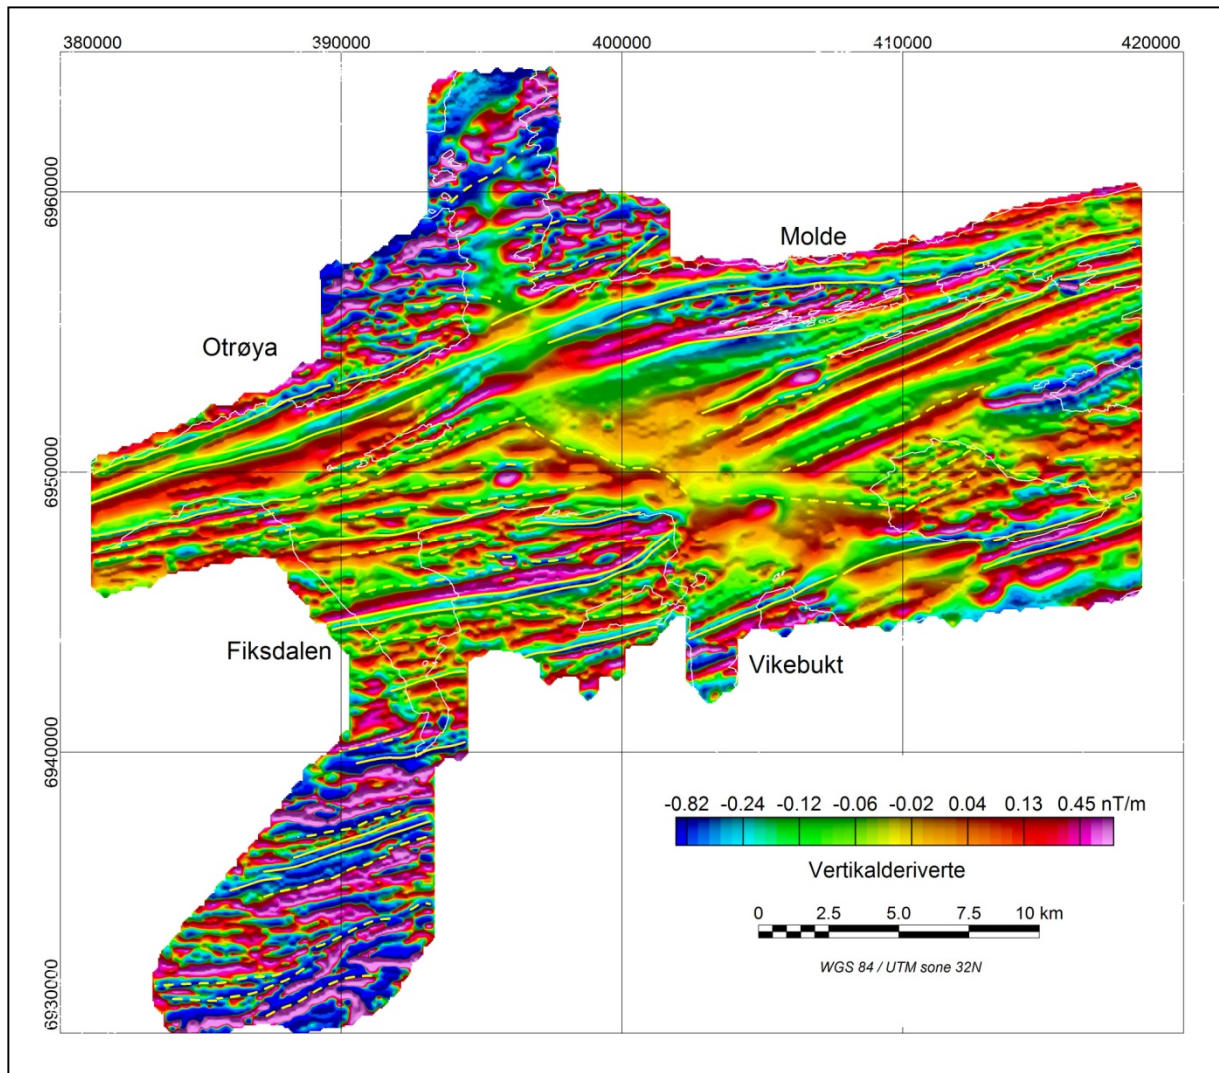 380000 390000 400000 410000 420000
6960000
Molde
Otrøya
6950000
Fiksdalen
Vikebukt
6940000
-0.82 -0.24 -0.12 -0.06 -0.02 0.04 0.13 0.45 nT/m
Vertikalderiverte
0 2.5 5.0 7.5 10 km
WGS 84 / UTM sone 32N
6930000